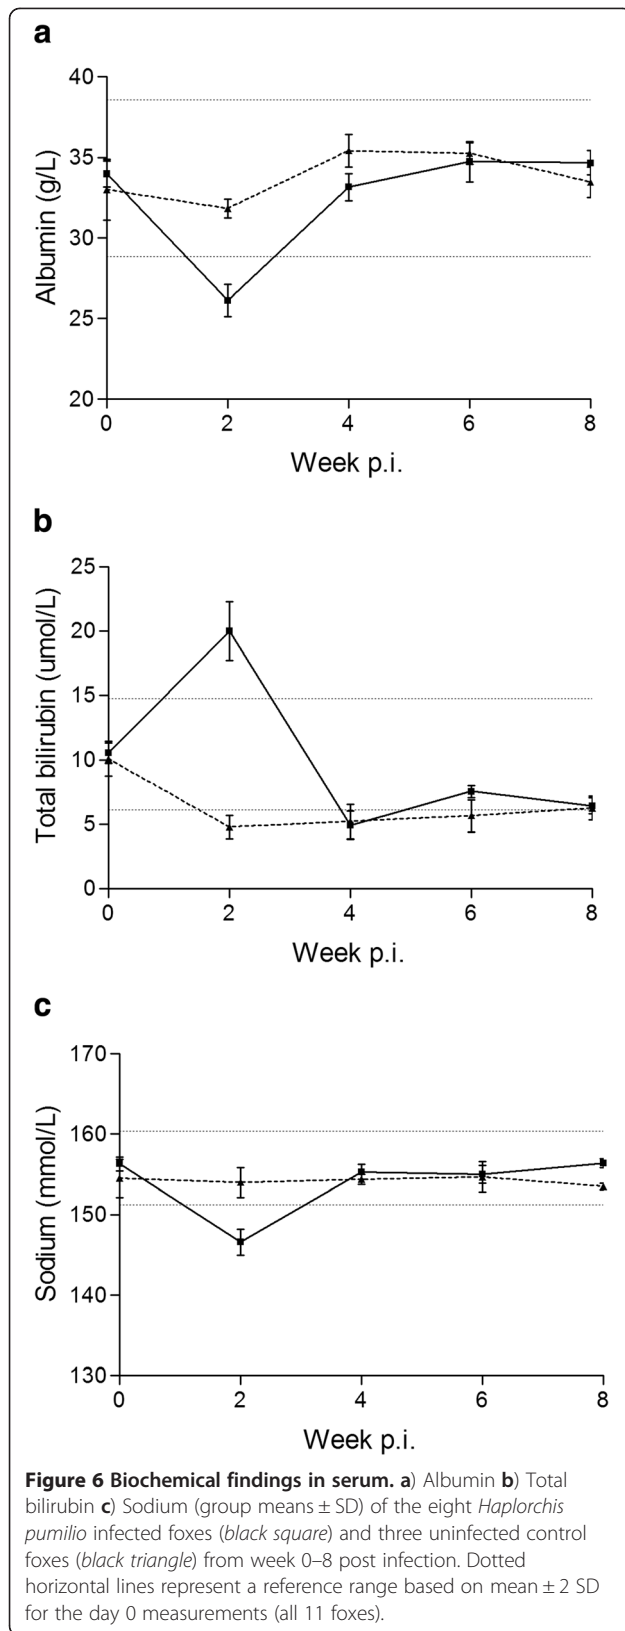 a
40
35
30
25
20
Albumin (g/L)
0 2 4 6 8
Week p.i.
b
25
20
15
10
5
0
Total bilirubin (umol/L)
0 2 4 6 8
Week p.i.
c
170
160
150
140
130
Sodium (mmol/L)
0 2 4 6 8
Week p.i.
Figure 6 Biochemical findings in serum. a) Albumin b) Total
bilirubin c) Sodium (group means ± SD) of the eight Haplorchis
pumilio infected foxes (black square) and three uninfected control
foxes (black triangle) from week 0–8 post infection. Dotted
horizontal lines represent a reference range based on mean ± 2 SD
for the day 0 measurements (all 11 foxes).